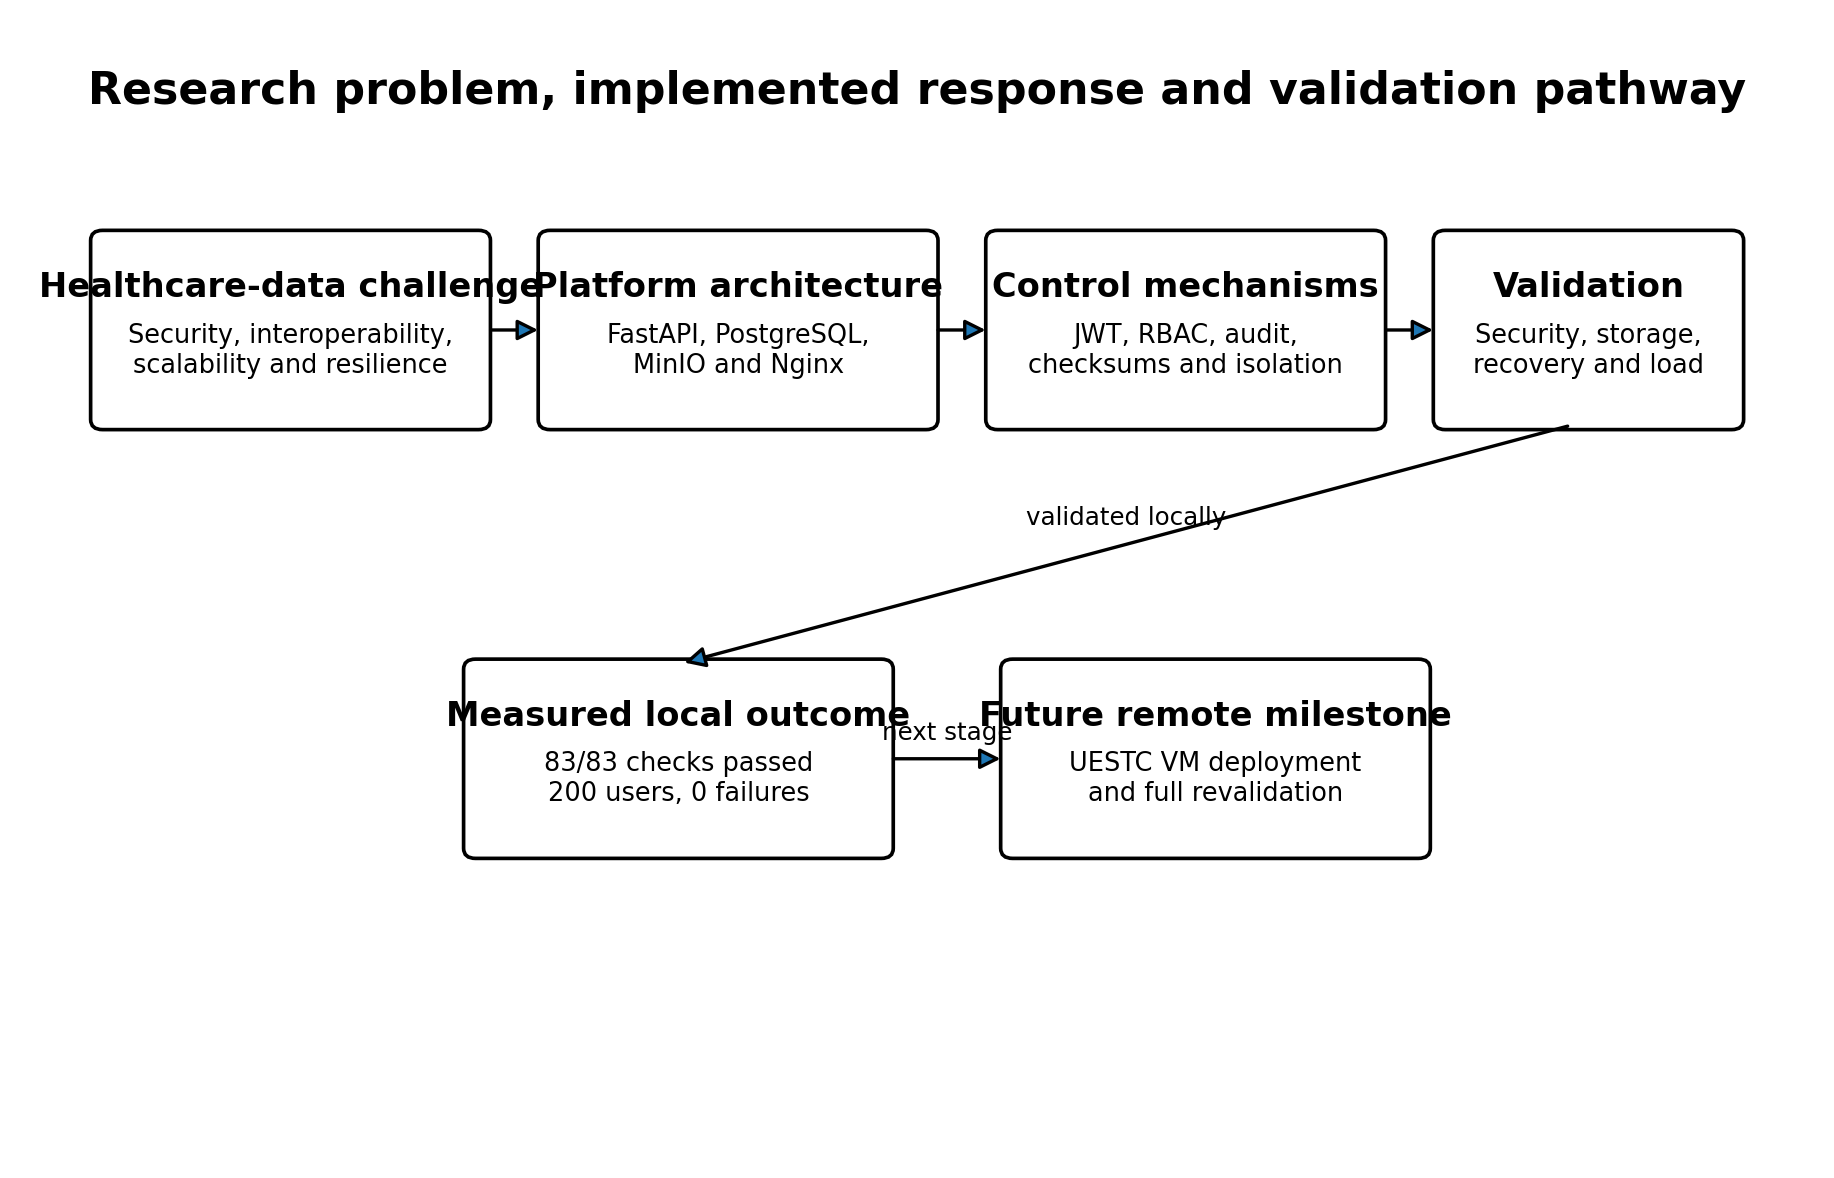 Research problem, implemented response and validation pathway
Healthcare-data challenge
Security, interoperability,
scalability and resilience
Platform architecture
FastAPI, PostgreSQL,
MinIO and Nginx
Control mechanisms
JWT, RBAC, audit,
checksums and isolation
Validation
Security, storage,
recovery and load
validated locally
Measured local outcome
83/83 checks passed
200 users, 0 failures
next stage
Future remote milestone
UESTC VM deployment
and full revalidation